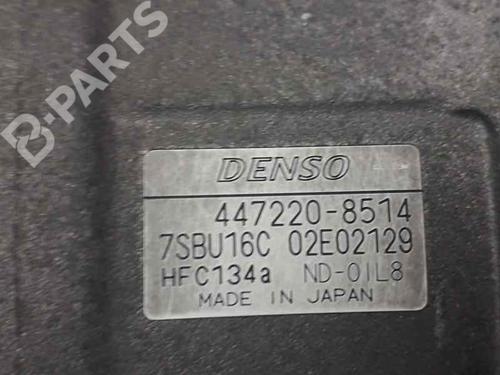 B-PARTS
DENSO
447220-8514
7SBU16C 02E02129
HFC134a ND-OIL8
MADE IN JAPAN